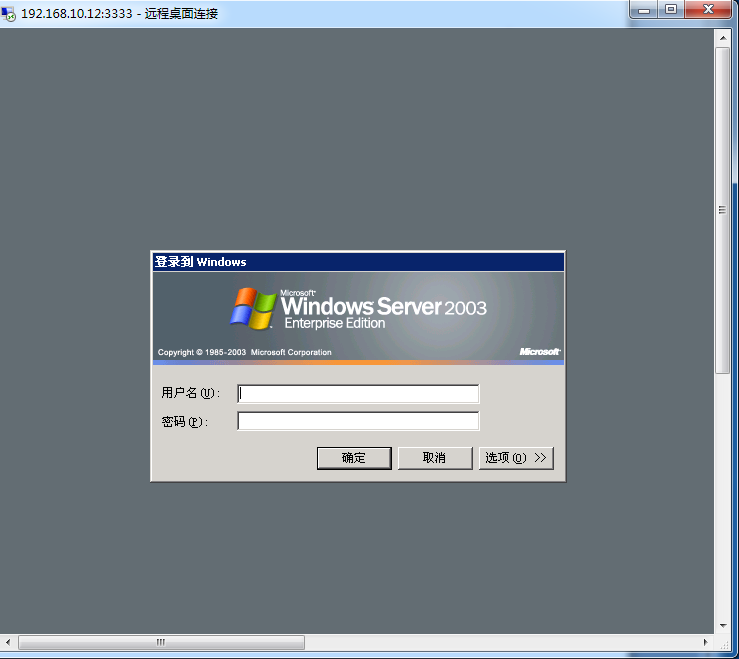 192.168.10.12:3333 - 远程桌面连接
登录到 Windows
Microsoft
Windows Server 2003
Enterprise Edition
Copyright © 1985-2003 Microsoft Corporation
Microsoft
用户名(U):
密码(P):
确定
取消
选项(O) >>